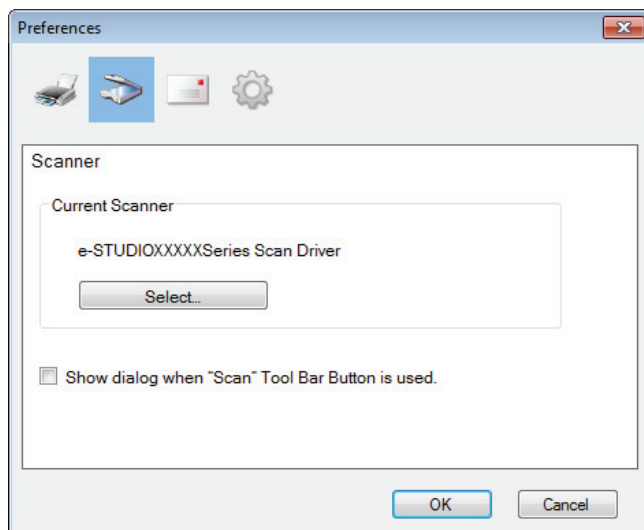 Preferences
Scanner
Current Scanner
e-STUDIOXXXXXSeries Scan Driver
Select...
Show dialog when "Scan" Tool Bar Button is used.
OK
Cancel